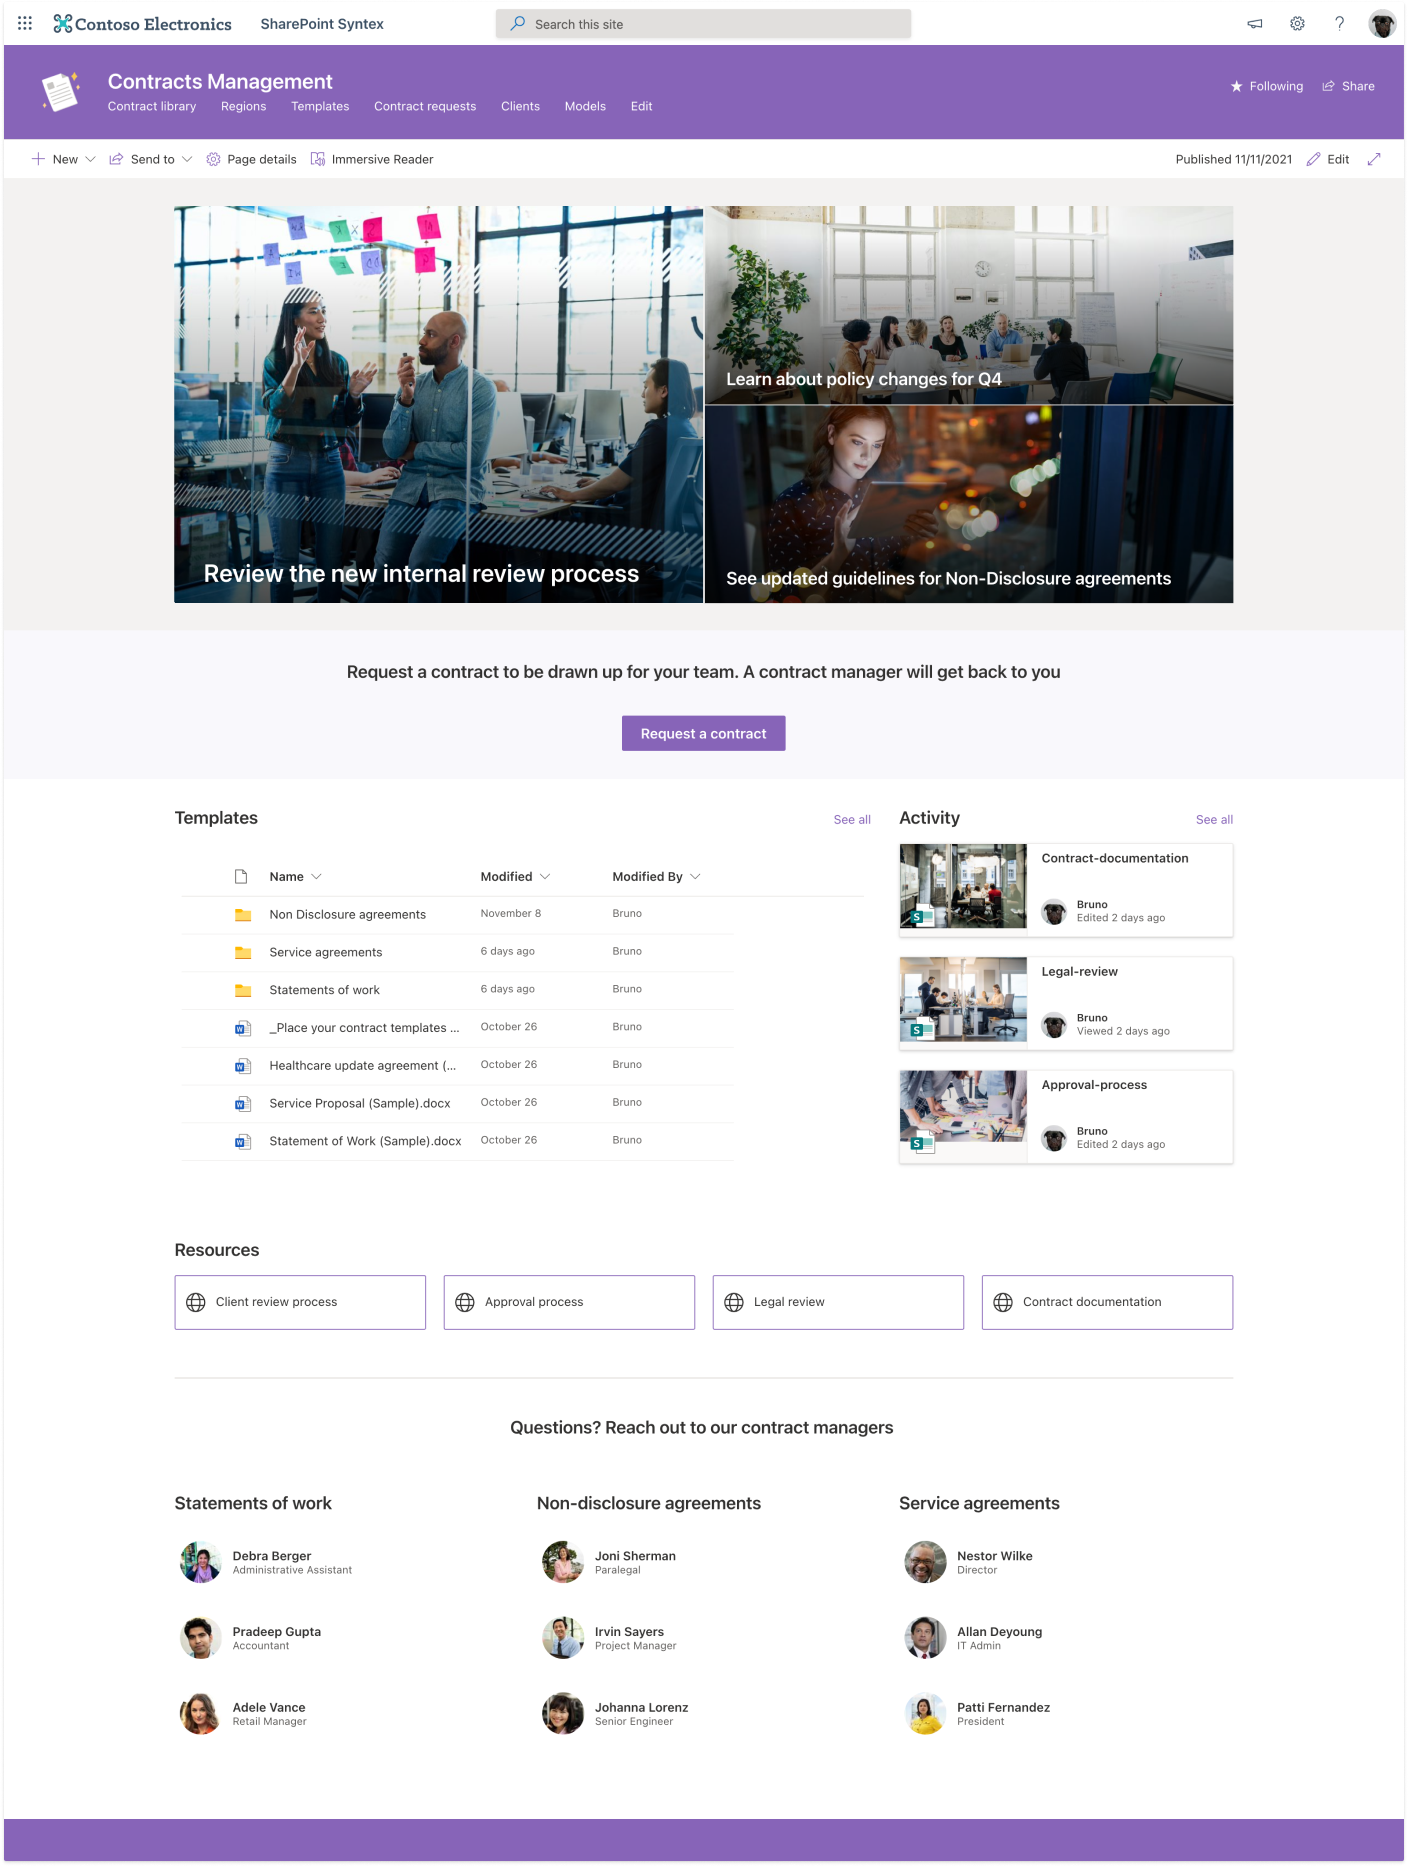 Contoso Electronics
SharePoint Syntex
Search this site
Contracts Management
Contract library Regions Templates Contract requests Clients Models Edit
Following Share
New Send to Page details Immersive Reader
Published 11/11/2021 Edit
Review the new internal review process
Learn about policy changes for Q4
See updated guidelines for Non-Disclosure agreements
Request a contract to be drawn up for your team. A contract manager will get back to you
Request a contract
Templates
See all
Name Modified Modified By
Non Disclosure agreements November 8 Bruno
Service agreements 6 days ago Bruno
Statements of work 6 days ago Bruno
_Place your contract templates ... October 26 Bruno
Healthcare update agreement (... October 26 Bruno
Service Proposal (Sample).docx October 26 Bruno
Statement of Work (Sample).docx October 26 Bruno
Activity
See all
Contract-documentation
Bruno
Edited 2 days ago
Legal-review
Bruno
Viewed 2 days ago
Approval-process
Bruno
Edited 2 days ago
Resources
Client review process
Approval process
Legal review
Contract documentation
Questions? Reach out to our contract managers
Statements of work
Debra Berger
Administrative Assistant
Pradeep Gupta
Accountant
Adele Vance
Retail Manager
Non-disclosure agreements
Joni Sherman
Paralegal
Irvin Sayers
Project Manager
Johanna Lorenz
Senior Engineer
Service agreements
Nestor Wilke
Director
Allan Deyoung
IT Admin
Patti Fernandez
President